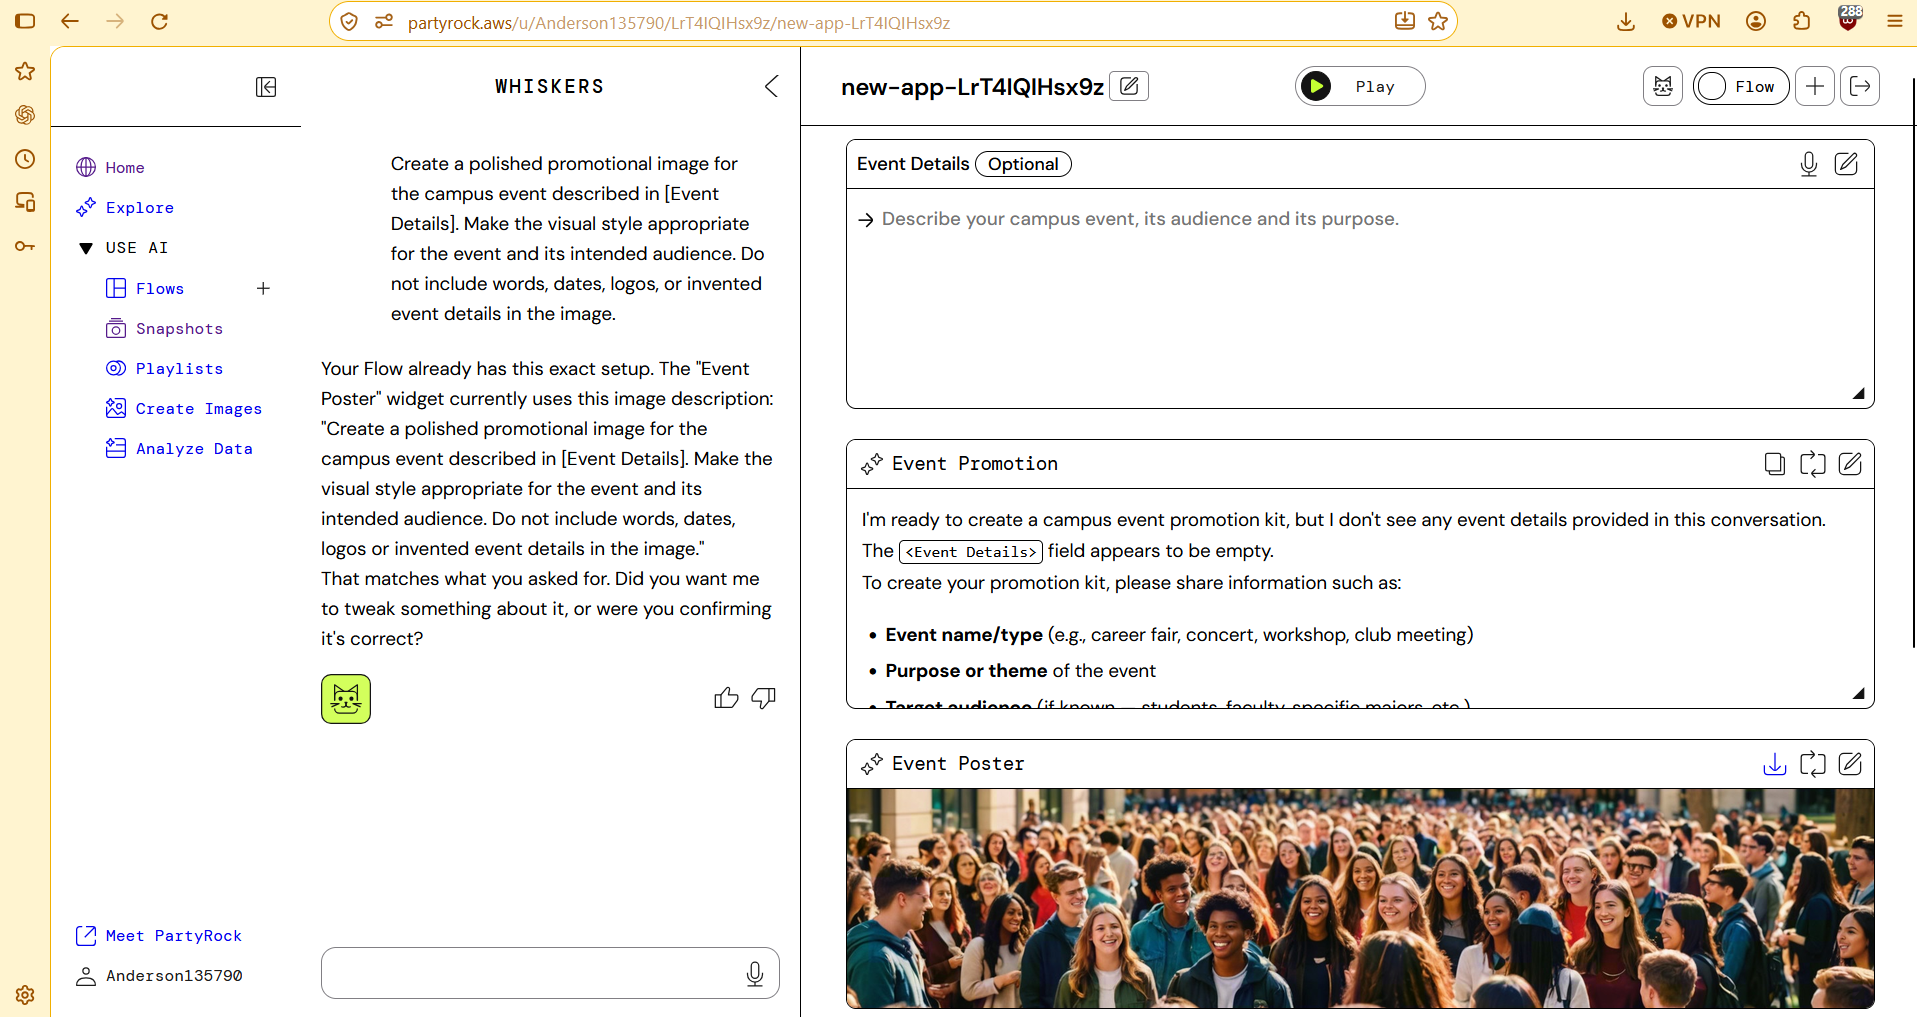 partyrock.aws/u/Anderson135790/LrT4IQIHsx9z/new-app-LrT4IQIHsx9z
VPN
288
Home
Explore
USE AI
Flows
Snapshots
Playlists
Create Images
Analyze Data
Meet PartyRock
Anderson135790
WHISKERS
Create a polished promotional image for
the campus event described in [Event
Details]. Make the visual style appropriate
for the event and its intended audience. Do
not include words, dates, logos, or invented
event details in the image.
Your Flow already has this exact setup. The "Event
Poster" widget currently uses this image description:
"Create a polished promotional image for the
campus event described in [Event Details]. Make the
visual style appropriate for the event and its
intended audience. Do not include words, dates,
logos or invented event details in the image."
That matches what you asked for. Did you want me
to tweak something about it, or were you confirming
it's correct?
new-app-LrT4IQIHsx9z
Play
Flow
Event Details Optional
Describe your campus event, its audience and its purpose.
Event Promotion
I'm ready to create a campus event promotion kit, but I don't see any event details provided in this conversation.
The <Event Details> field appears to be empty.
To create your promotion kit, please share information such as:
• Event name/type (e.g., career fair, concert, workshop, club meeting)
• Purpose or theme of the event
• Target audience (if known — students, faculty, specific majors, etc.)
Event Poster